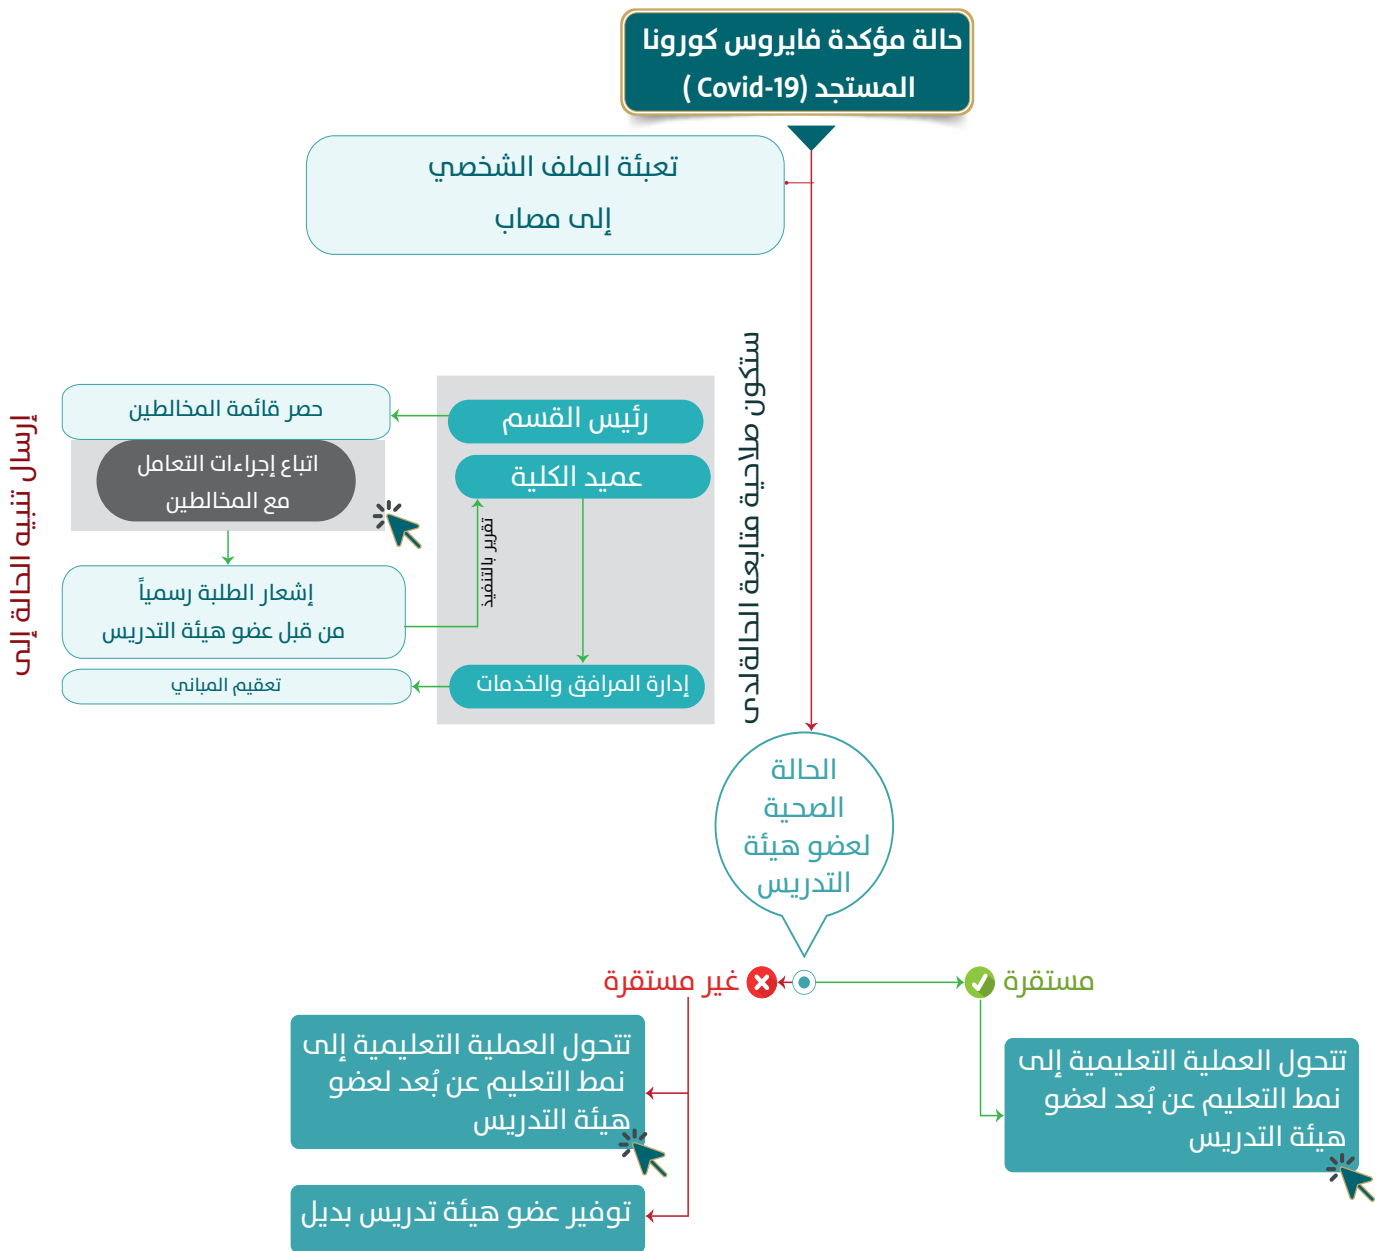 حالة مؤكدة فايروس كورونا
المستجد (Covid-19 )
تعبئة الملف الشخصي
إلى مصاب
ستكون صلاحية متابعة الحالةلدى
رئيس القسم
عميد الكلية
تقرير بالتنفيذ
إدارة المرافق والخدمات
حصر قائمة المخالطين
اتباع إجراءات التعامل
مع المخالطين
إشعار الطلبة رسمياً
من قبل عضو هيئة التدريس
تعقيم المباني
إرسال تنبيه الحالة إلى
الحالة
الصحية
لعضو هيئة
التدريس
مستقرة
غير مستقرة
تتحول العملية التعليمية إلى
نمط التعليم عن بُعد لعضو
هيئة التدريس
تتحول العملية التعليمية إلى
نمط التعليم عن بُعد لعضو
هيئة التدريس
توفير عضو هيئة تدريس بديل